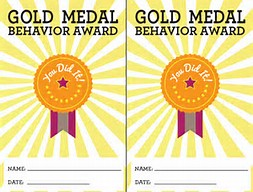 GOLD MEDAL
BEHAVIOR AWARD
You Did It!
NAME:
DATE:
GOLD MEDAL
BEHAVIOR AWARD
You Did It!
NAME:
DATE: